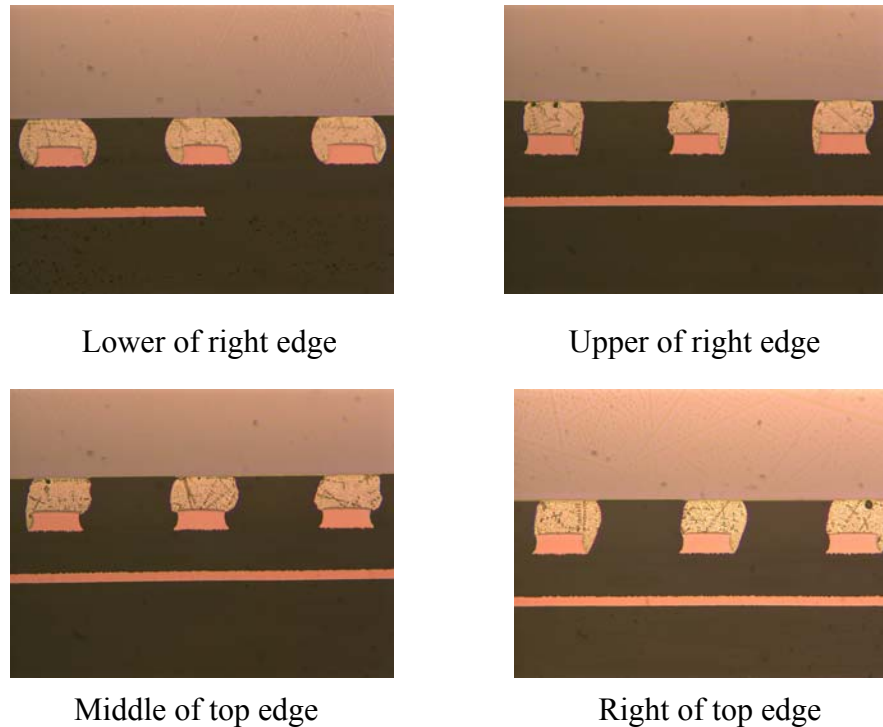 Lower of right edge
Upper of right edge
Middle of top edge
Right of top edge